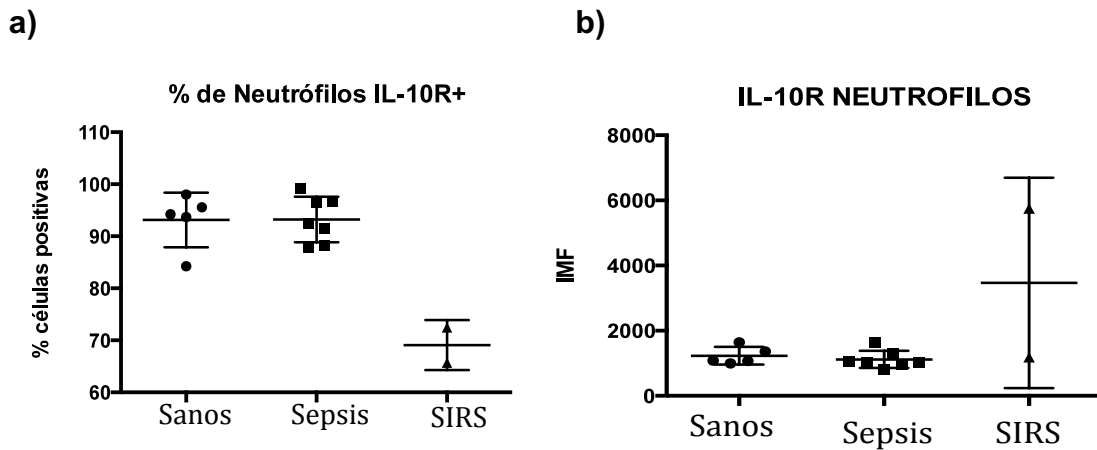 a)
% de Neutrófilos IL-10R+
% células positivas
110
100
90
80
70
60
Sanos
Sepsis
SIRS
b)
IL-10R NEUTROFILOS
IMF
8000
6000
4000
2000
0
Sanos
Sepsis
SIRS